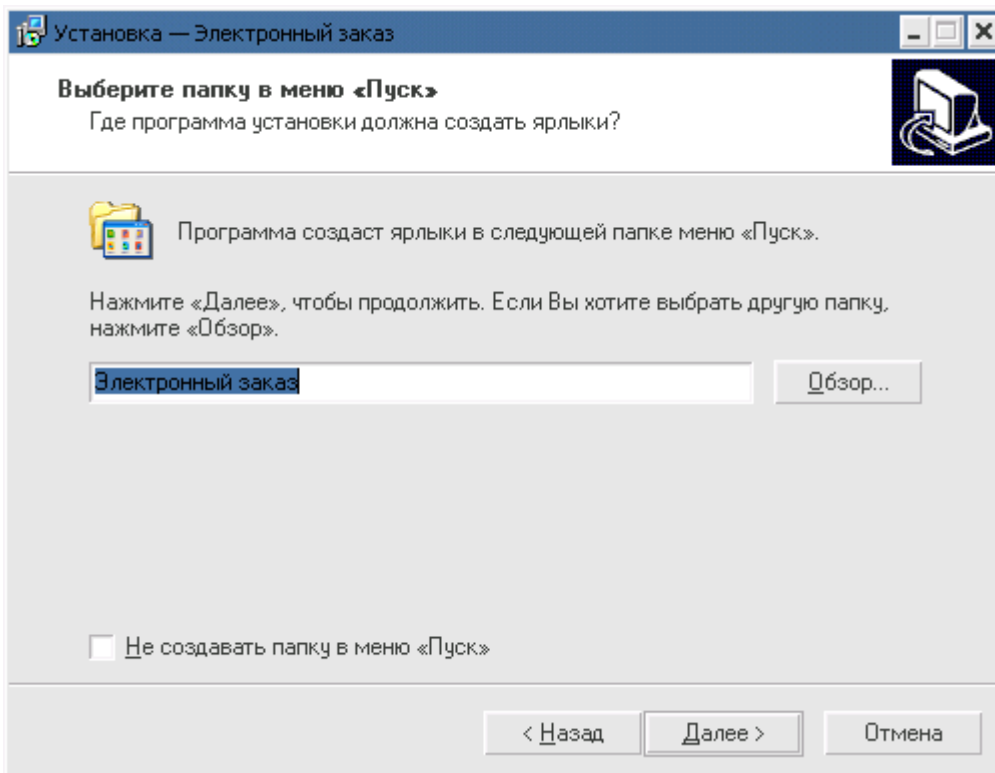 Установка — Электронный заказ
Выберите папку в меню «Пуск»
Где программа установки должна создать ярлыки?
Программа создаст ярлыки в следующей папке меню «Пуск».
Нажмите «Далее», чтобы продолжить. Если Вы хотите выбрать другую папку,
нажмите «Обзор».
Электронный заказ
Обзор...
Не создавать папку в меню «Пуск»
< Назад
Далее >
Отмена